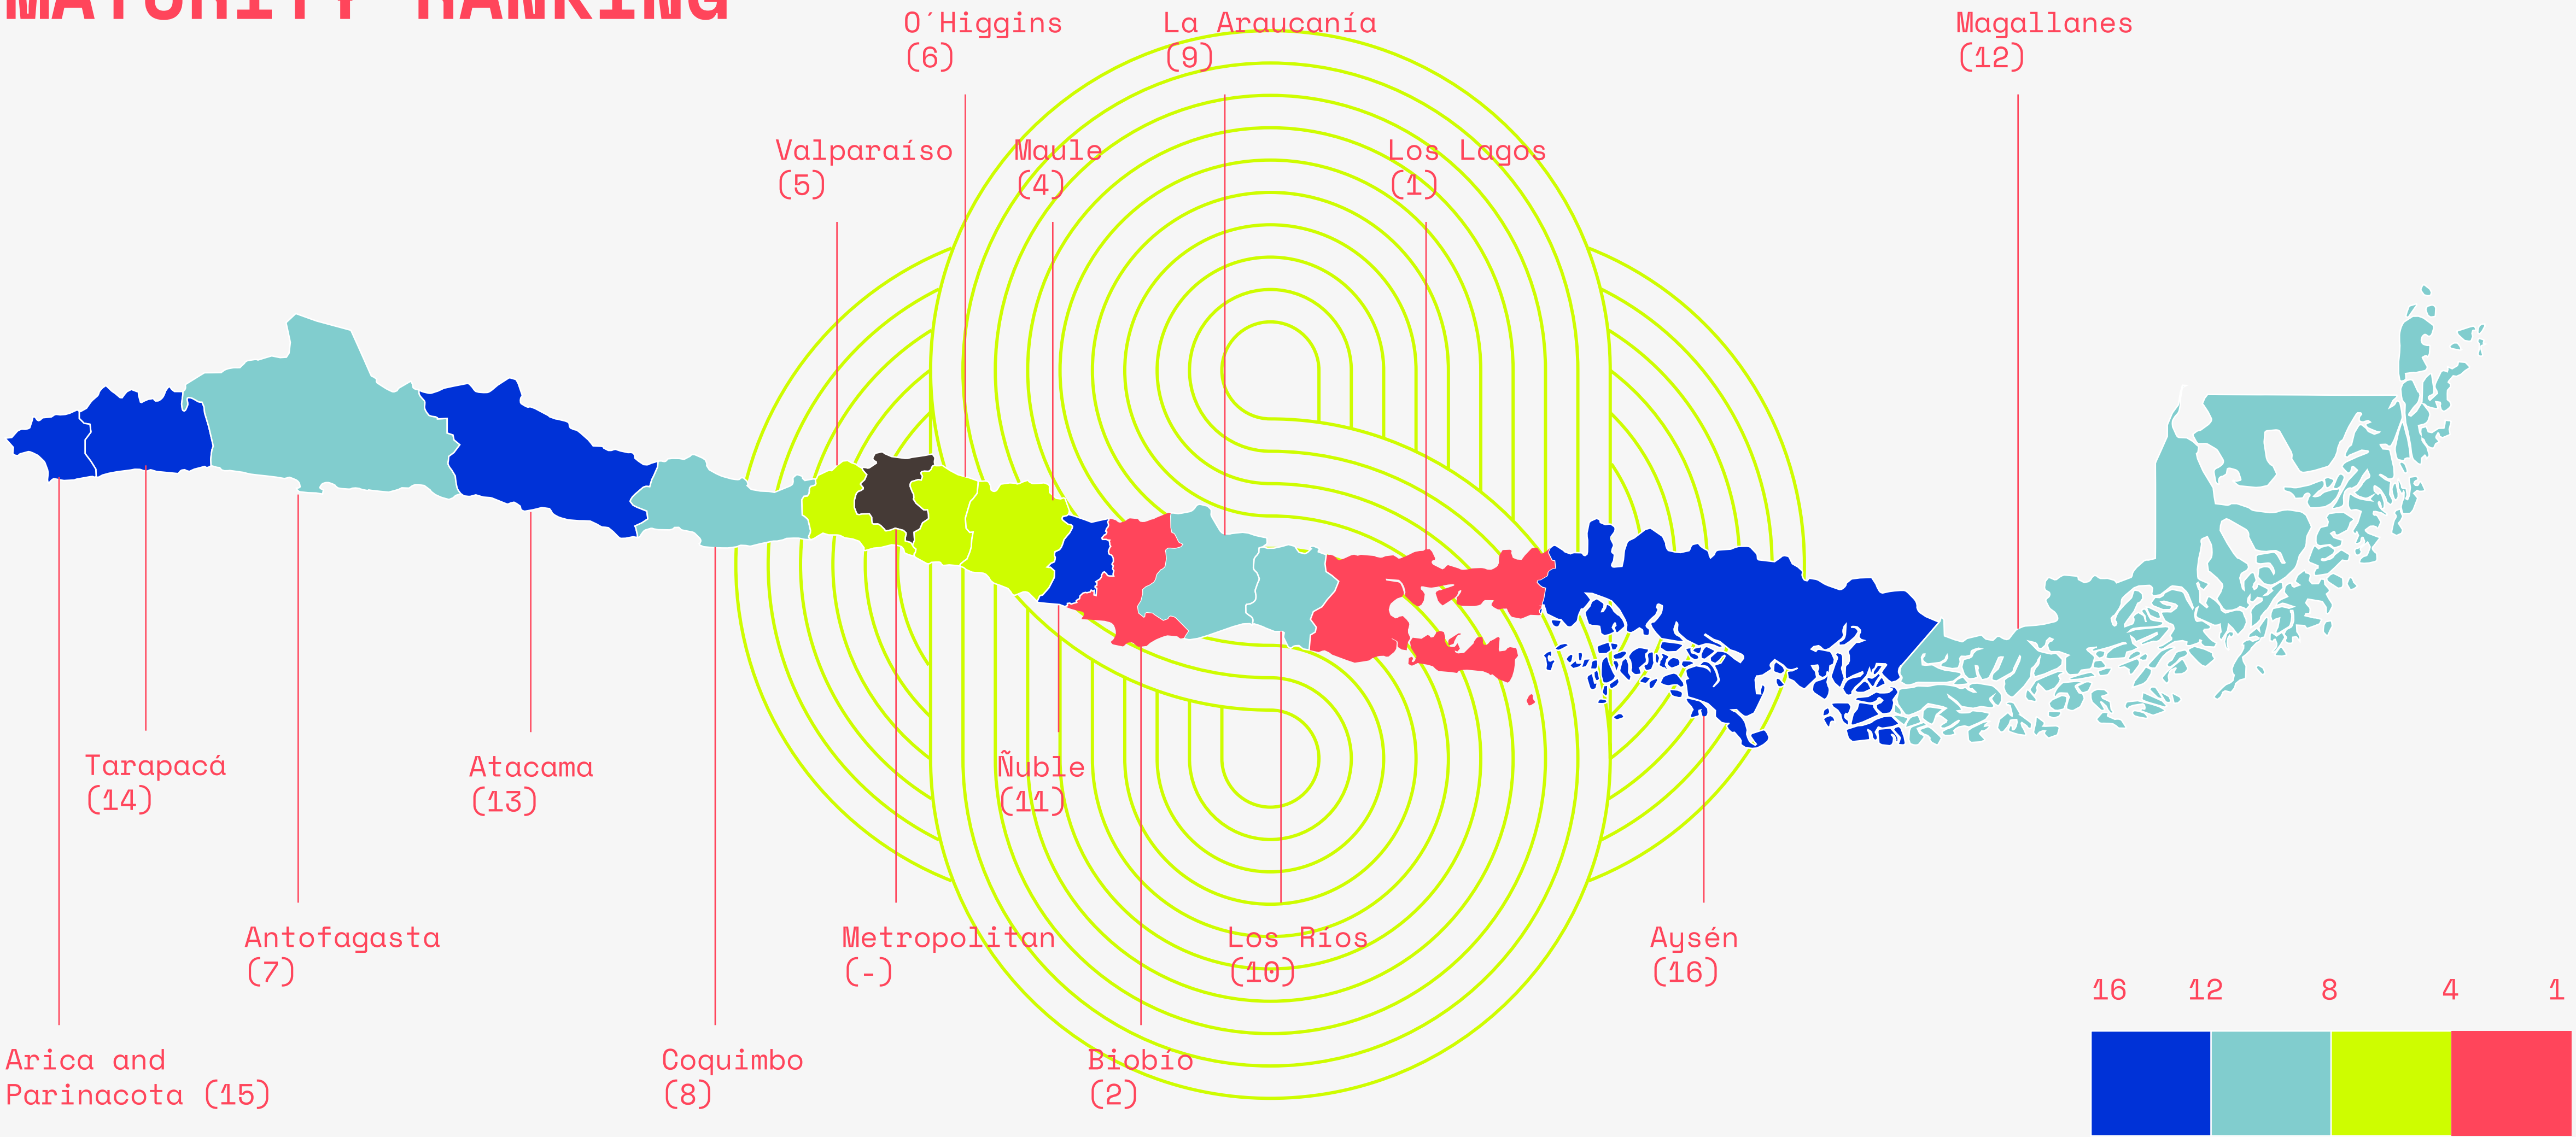 MATURITY RANKING
O´Higgins
(6)
La Araucanía
(9)
Magallanes
(12)
Valparaíso
(5)
Maule
(4)
Los Lagos
(1)
Tarapacá
(14)
Atacama
(13)
Ñuble
(11)
Antofagasta
(7)
Metropolitan
(-)
Los Ríos
(10)
Aysén
(16)
Arica and
Parinacota (15)
Coquimbo
(8)
Biobío
(2)
16 12 8 4 1